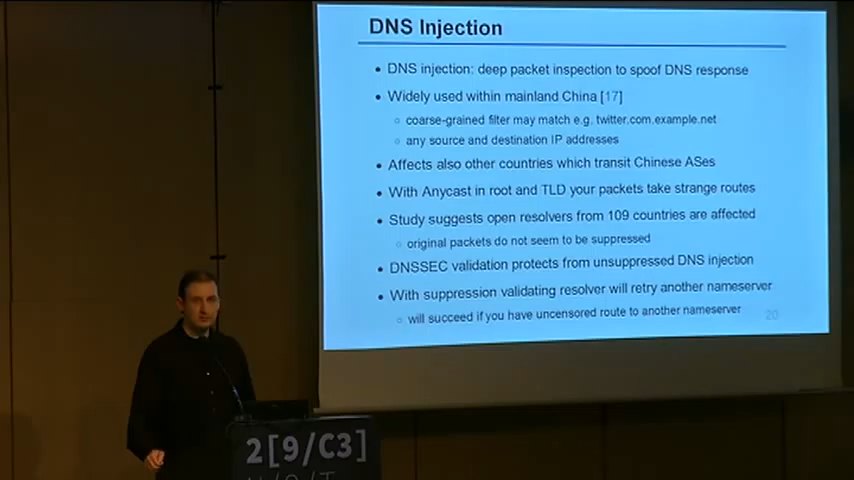 DNS Injection
DNS injection: deep packet inspection to spoof DNS response
Widely used within mainland China [17]
coarse-grained filter may match e.g. twitter.com.example.net
any source and destination IP addresses
Affects also other countries which transit Chinese ASes
With Anycast in root and TLD your packets take strange routes
Study suggests open resolvers from 109 countries are affected
original packets do not seem to be suppressed
DNSSEC validation protects from unsuppressed DNS injection
With suppression validating resolver will retry another nameserver
will succeed if you have uncensored route to another nameserver
20
2[9/C3]